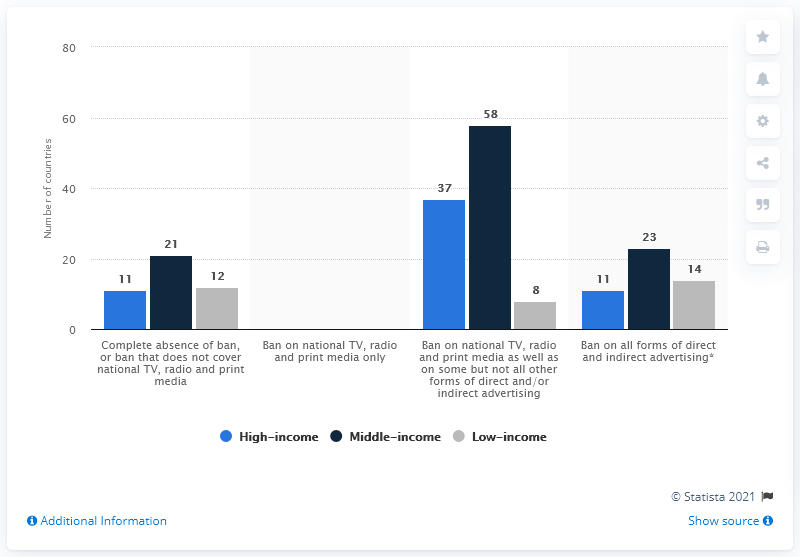 80
60
40
20
0
Number of countries
11
21
12
37
58
8
11
23
14
Complete absence of ban,
or ban that does not cover
national TV, radio and print
media
Ban on national TV, radio
and print media only
Ban on national TV, radio
and print media as well as
on some but not all other
forms of direct and/or
indirect advertising
Ban on all forms of direct
and indirect advertising*
High-income Middle-income Low-income
© Statista 2021
Additional Information
Show source